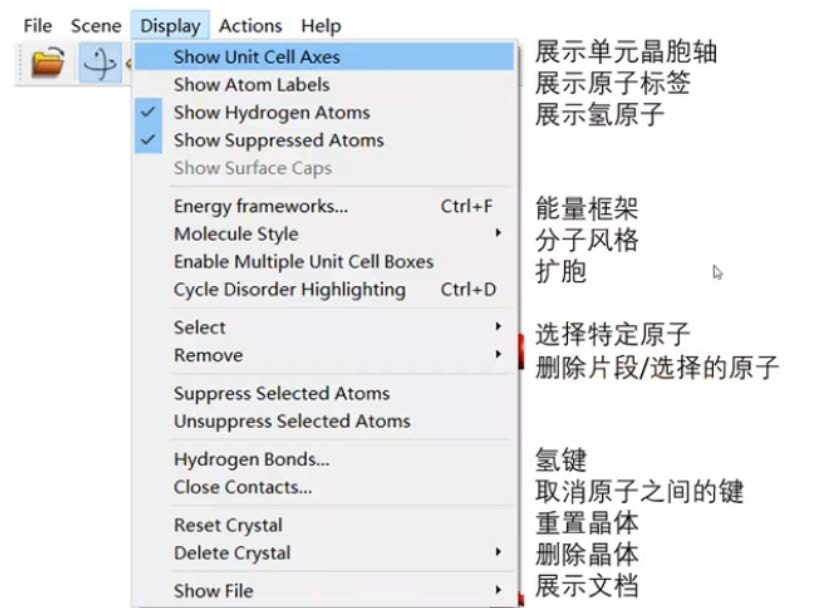 File Scene Display Actions Help
Show Unit Cell Axes 展示单元晶胞轴
Show Atom Labels 展示原子标签
Show Hydrogen Atoms 展示氢原子
Show Suppressed Atoms
Show Surface Caps
Energy frameworks... Ctrl+F 能量框架
Molecule Style 分子风格
Enable Multiple Unit Cell Boxes 扩胞
Cycle Disorder Highlighting Ctrl+D
Select 选择特定原子
Remove 删除片段/选择的原子
Suppress Selected Atoms
Unsuppress Selected Atoms
Hydrogen Bonds... 氢键
Close Contacts... 取消原子之间的键
Reset Crystal 重置晶体
Delete Crystal 删除晶体
Show File 展示文档